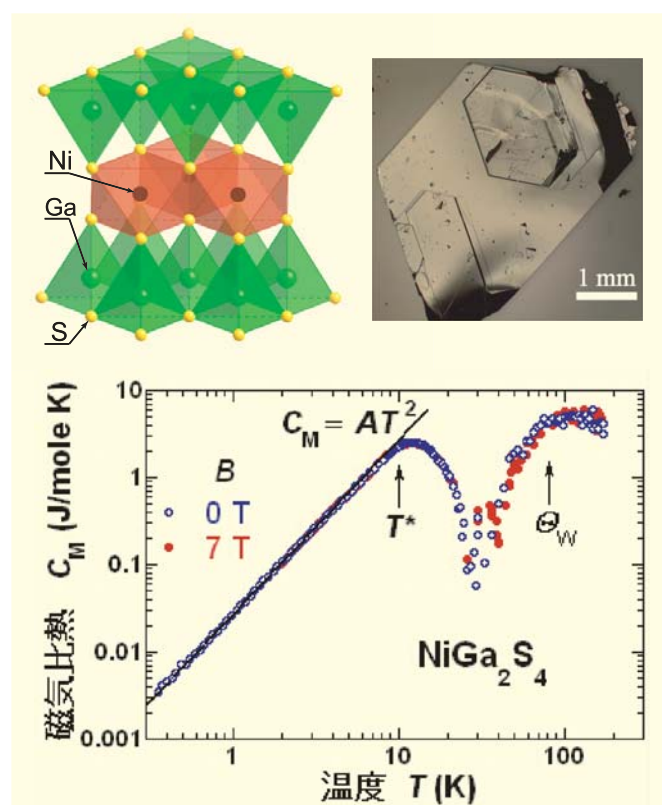 Ni
Ga
S
1 mm
磁気比熱 C_M (J/mole K)
10
1
0.1
0.01
0.001
C_M = AT^2
B
0 T
7 T
T*
Θ_W
NiGa_2S_4
1
10
100
温度 T (K)